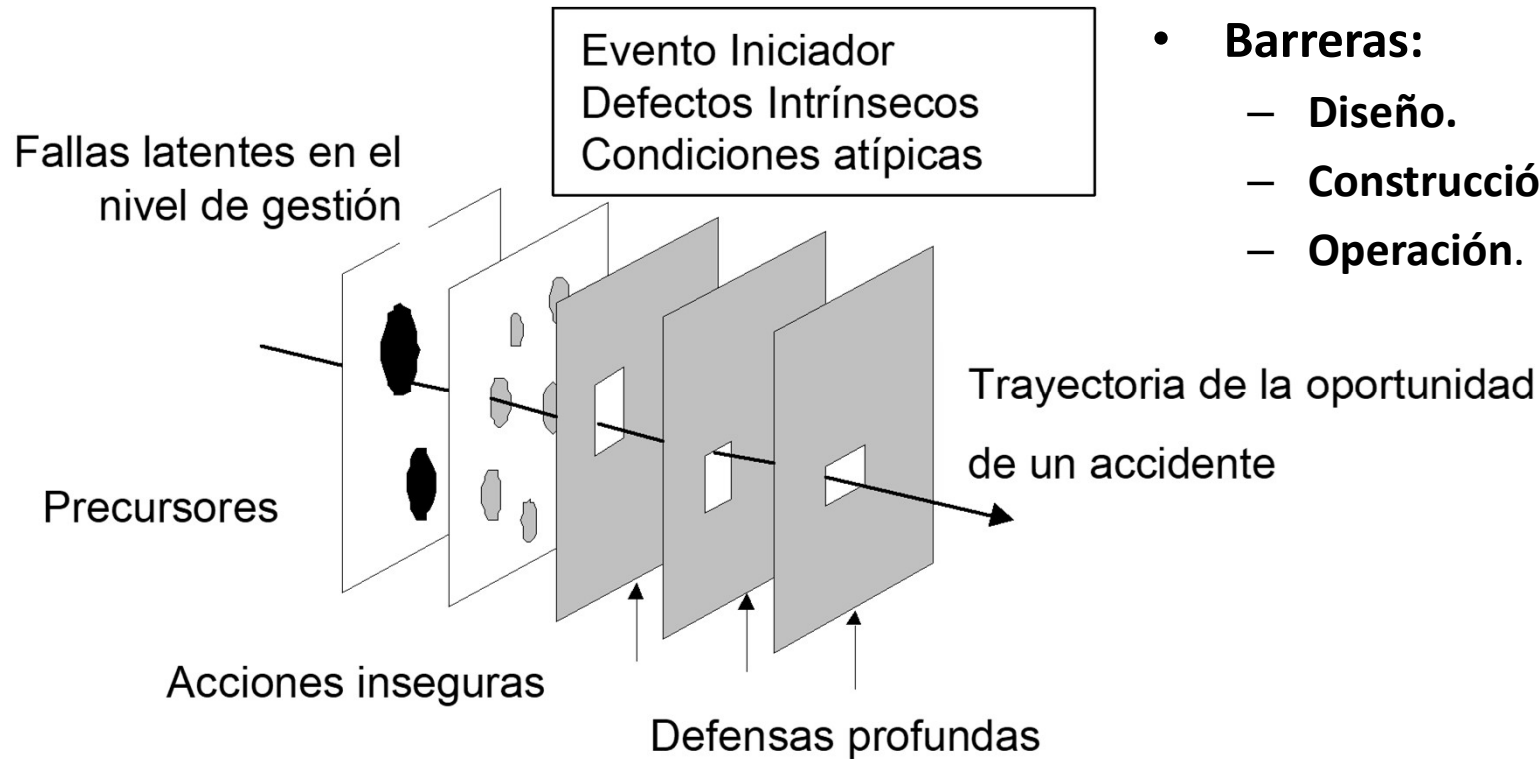 Evento Iniciador
Defectos Intrínsecos
Condiciones atípicas
• Barreras:
– Diseño.
– Construcció
– Operación.
Fallas latentes en el
nivel de gestión
Trayectoria de la oportunidad
de un accidente
Precursores
Acciones inseguras
Defensas profundas